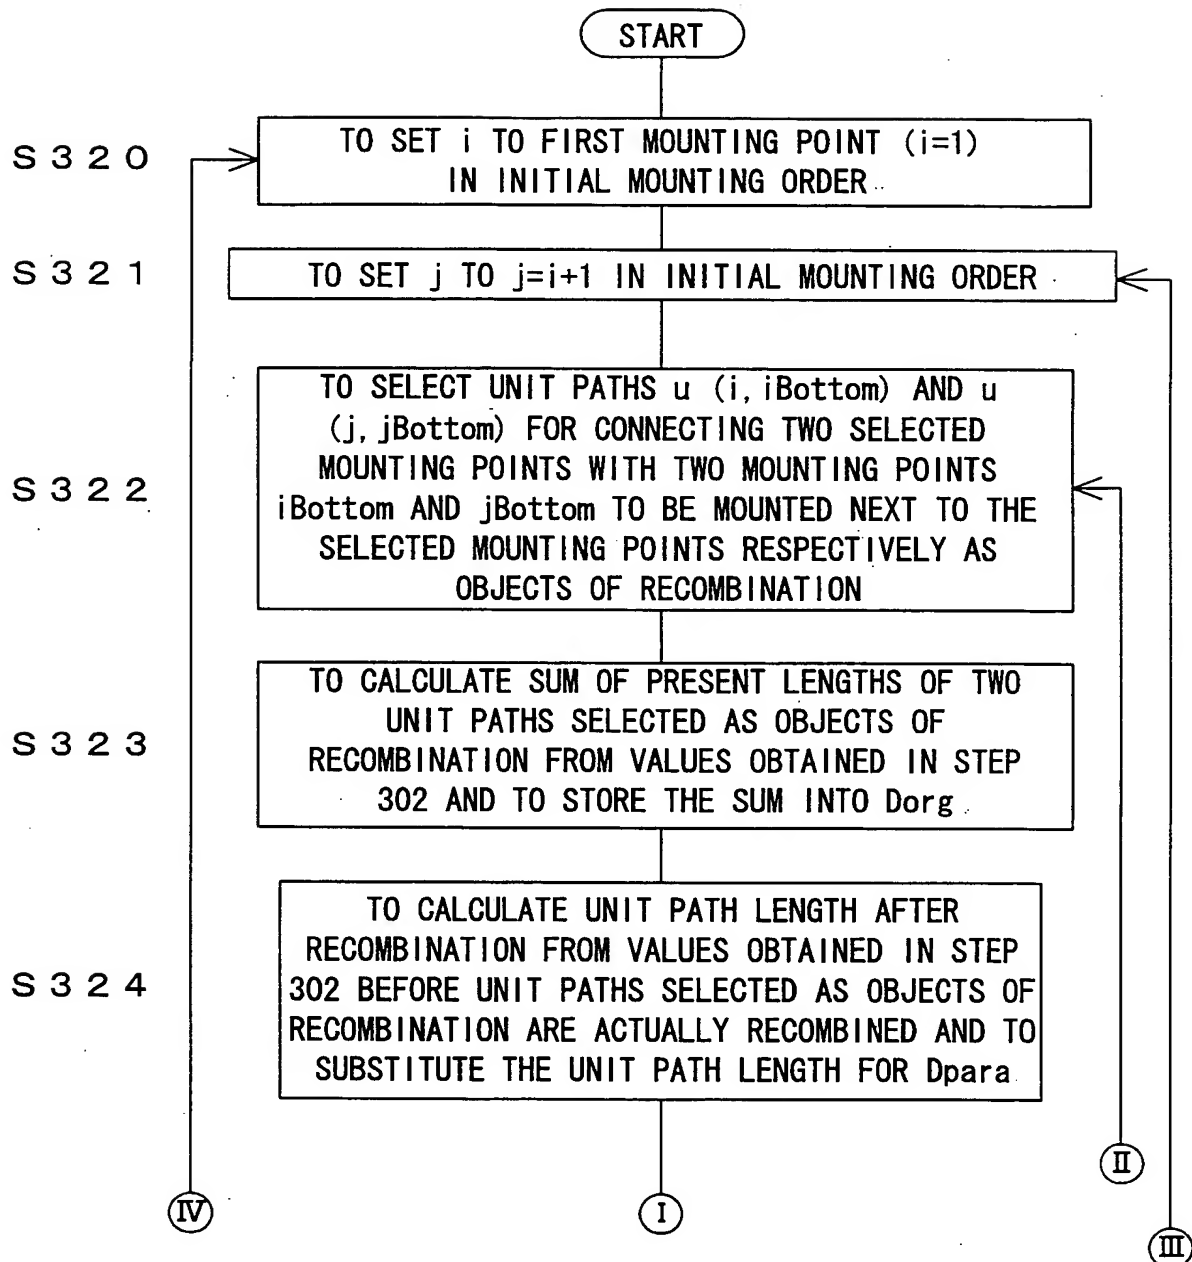 START
S320
TO SET i TO FIRST MOUNTING POINT (i=1)
IN INITIAL MOUNTING ORDER
S321
TO SET j TO j=i+1 IN INITIAL MOUNTING ORDER
S322
TO SELECT UNIT PATHS u (i, iBottom) AND u
(j, jBottom) FOR CONNECTING TWO SELECTED
MOUNTING POINTS WITH TWO MOUNTING POINTS
iBottom AND jBottom TO BE MOUNTED NEXT TO THE
SELECTED MOUNTING POINTS RESPECTIVELY AS
OBJECTS OF RECOMBINATION
S323
TO CALCULATE SUM OF PRESENT LENGTHS OF TWO
UNIT PATHS SELECTED AS OBJECTS OF
RECOMBINATION FROM VALUES OBTAINED IN STEP
302 AND TO STORE THE SUM INTO Dorg
S324
TO CALCULATE UNIT PATH LENGTH AFTER
RECOMBINATION FROM VALUES OBTAINED IN STEP
302 BEFORE UNIT PATHS SELECTED AS OBJECTS OF
RECOMBINATION ARE ACTUALLY RECOMBINED AND TO
SUBSTITUTE THE UNIT PATH LENGTH FOR Dpara
II
IV
I
III